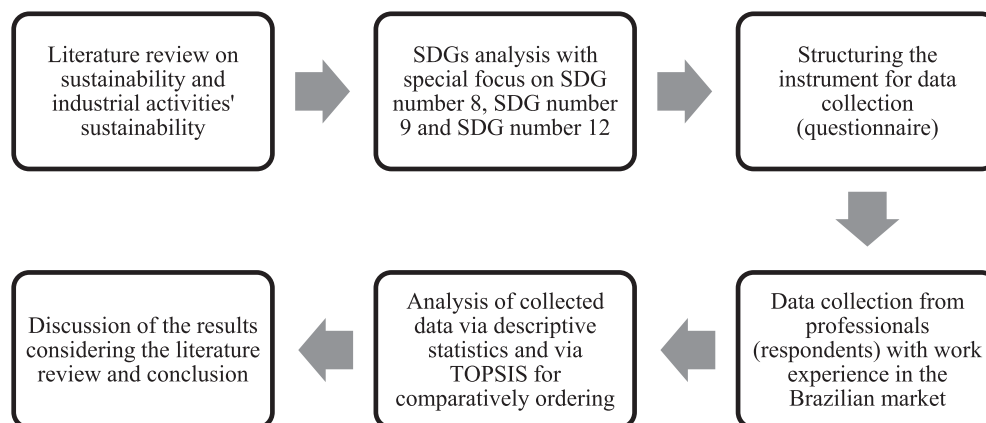 Literature review on
sustainability and
industrial activities'
sustainability
SDGs analysis with
special focus on SDG
number 8, SDG number
9 and SDG number 12
Structuring the
instrument for data
collection
(questionnaire)
Data collection from
professionals
(respondents) with work
experience in the
Brazilian market
Analysis of collected
data via descriptive
statistics and via
TOPSIS for
comparatively ordering
Discussion of the results
considering the literature
review and conclusion